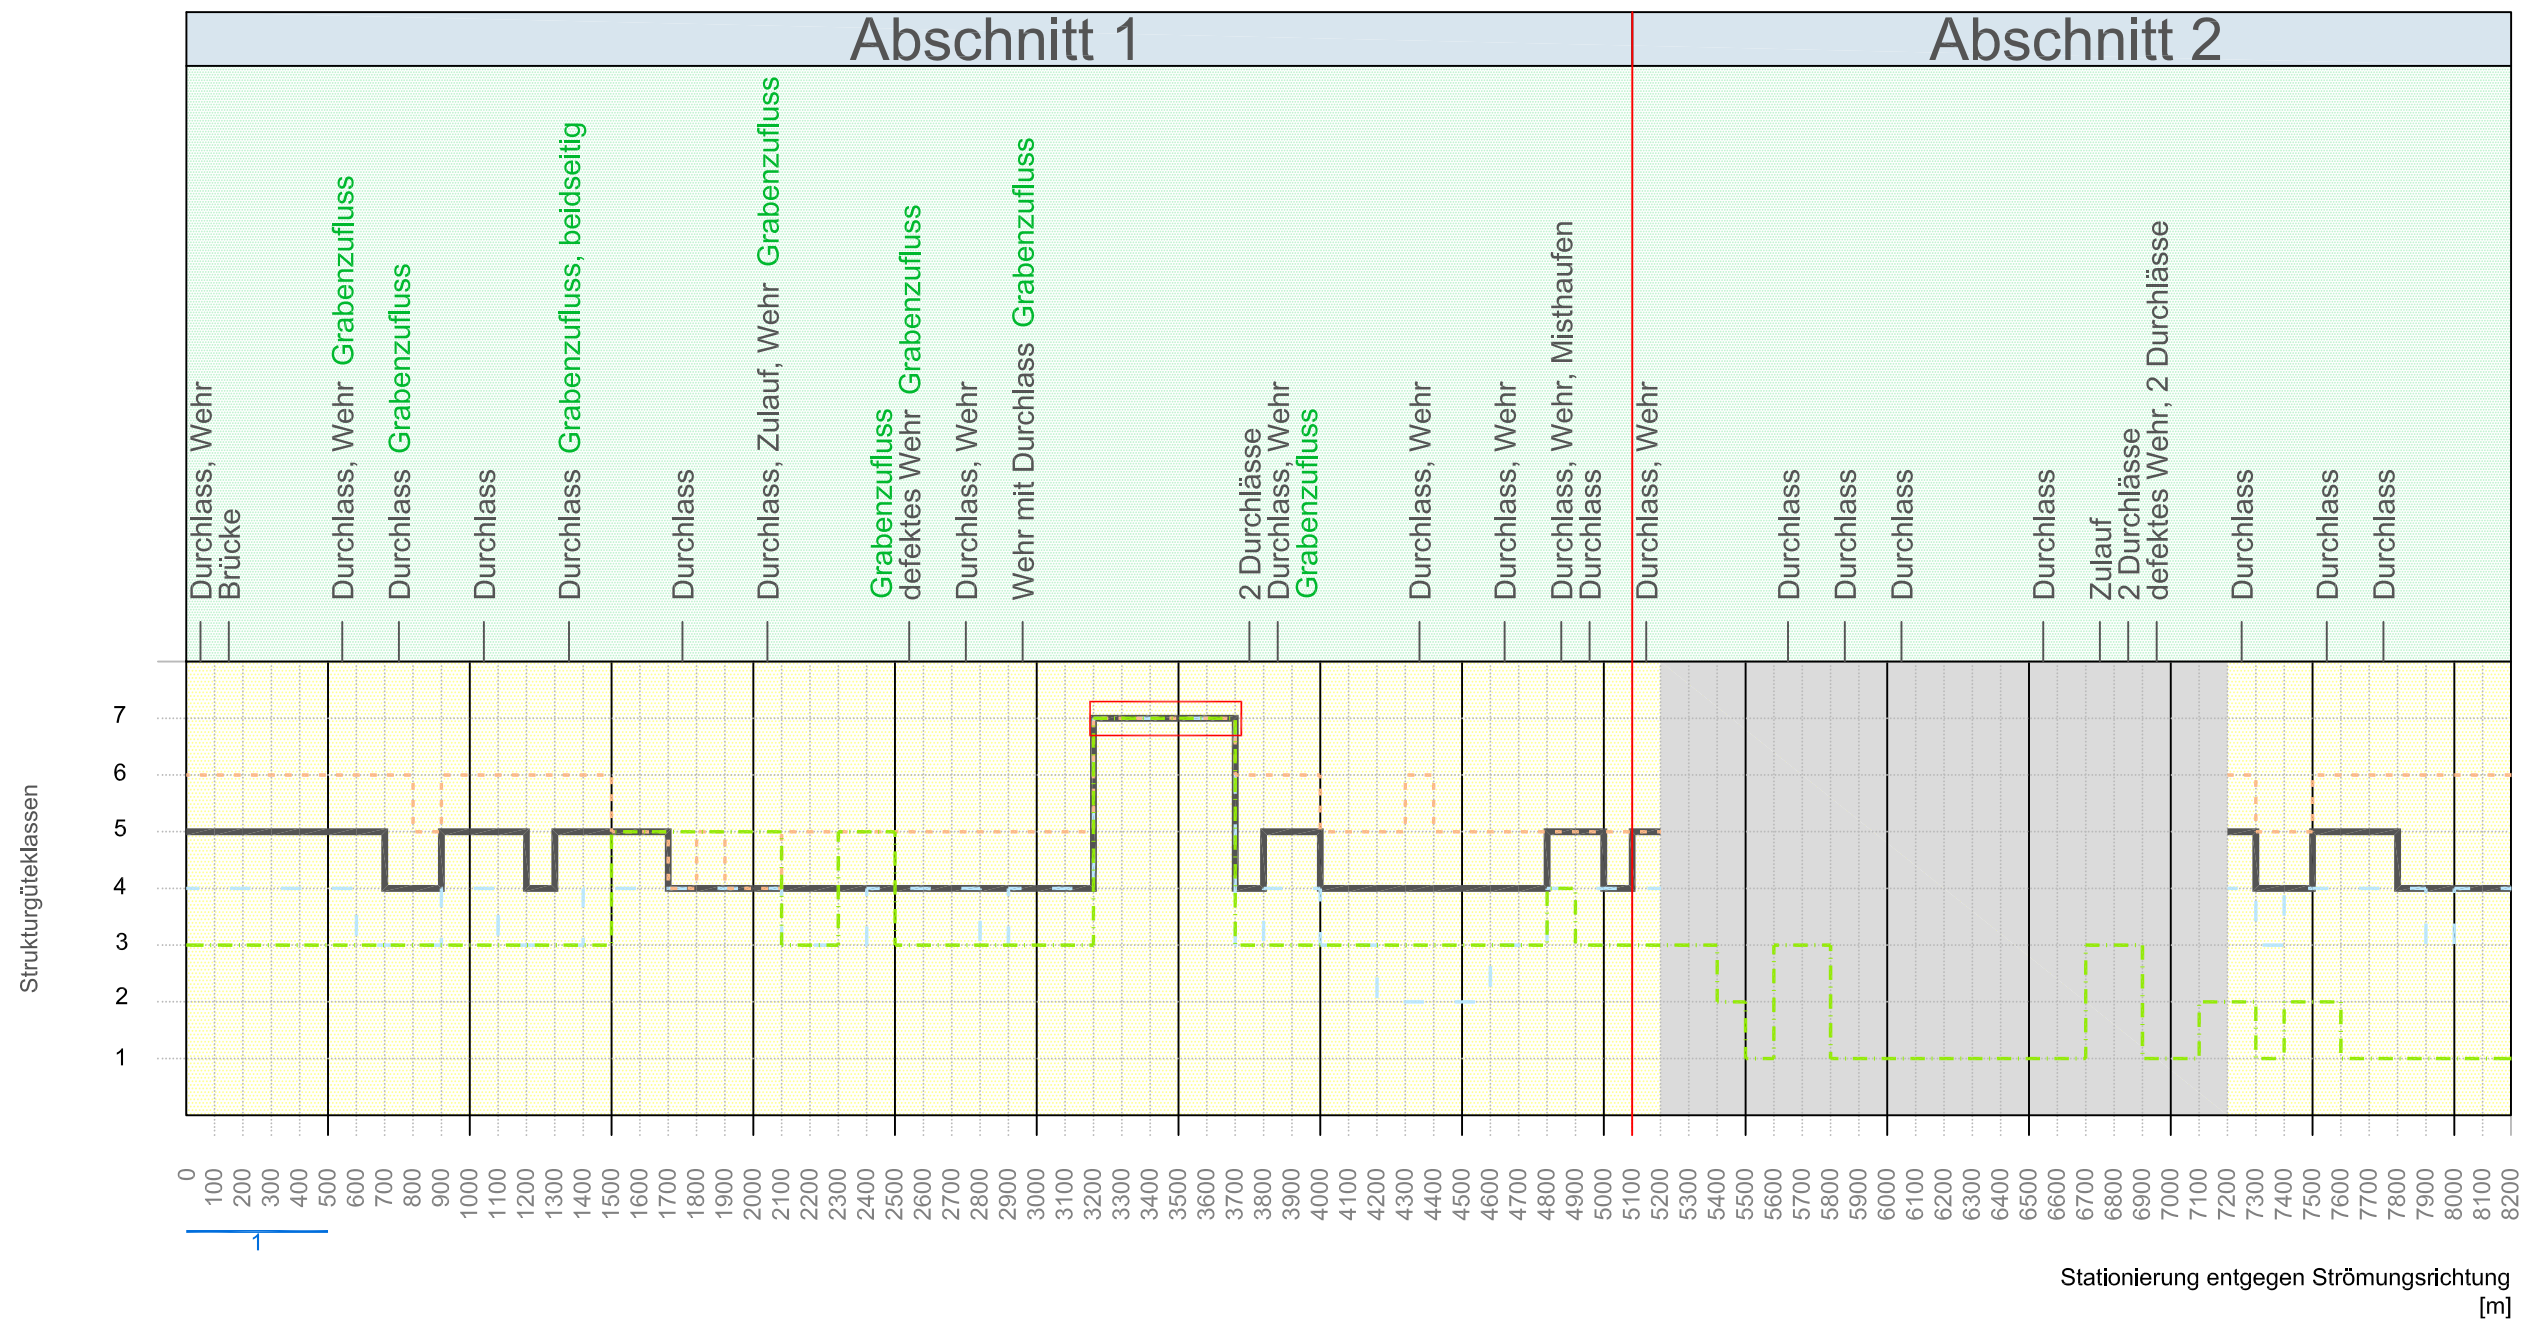 Abschnitt 1
Abschnitt 2
Durchlass, Wehr
Brücke
Durchlass, Wehr Grabenzufluss
Durchlass Grabenzufluss
Durchlass
Durchlass Grabenzufluss, beidseitig
Durchlass
Durchlass, Zulauf, Wehr Grabenzufluss
Grabenzufluss
defektes Wehr Grabenzufluss
Durchlass, Wehr
Wehr mit Durchlass Grabenzufluss
2 Durchlässe
Durchlass, Wehr
Grabenzufluss
Durchlass, Wehr
Durchlass, Wehr
Durchlass, Wehr, Misthaufen
Durchlass
Durchlass, Wehr
Durchlass
Durchlass
Durchlass
Durchlass
Zulauf
2 Durchlässe
defektes Wehr, 2 Durchlässe
Durchlass
Durchlass
Durchlass
Strukturgüteklassen
7
6
5
4
3
2
1
0 100 200 300 400 500 600 700 800 900 1000 1100 1200 1300 1400 1500 1600 1700 1800 1900 2000 2100 2200 2300 2400 2500 2600 2700 2800 2900 3000 3100 3200 3300 3400 3500 3600 3700 3800 3900 4000 4100 4200 4300 4400 4500 4600 4700 4800 4900 5000 5100 5200 5300 5400 5500 5600 5700 5800 5900 6000 6100 6200 6300 6400 6500 6600 6700 6800 6900 7000 7100 7200 7300 7400 7500 7600 7700 7800 7900 8000 8100 8200
1
Stationierung entgegen Strömungsrichtung
[m]